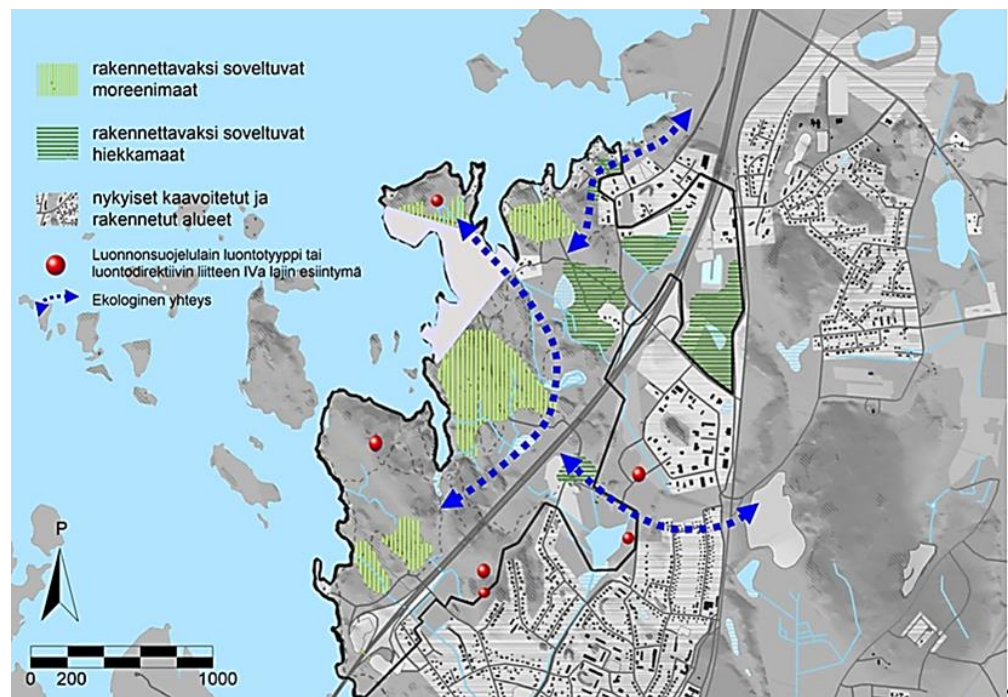 rakennettavaksi soveltuvat
moreenimaat
rakennettavaksi soveltuvat
hiekkamaat
nykyiset kaavoitetut ja
rakennetut alueet
Luonnonsuojelulain luontotyyppi tai
luontodirektiivin liitteen IVa lajin esiintymä
Ekologinen yhteys
P
0 200 1000